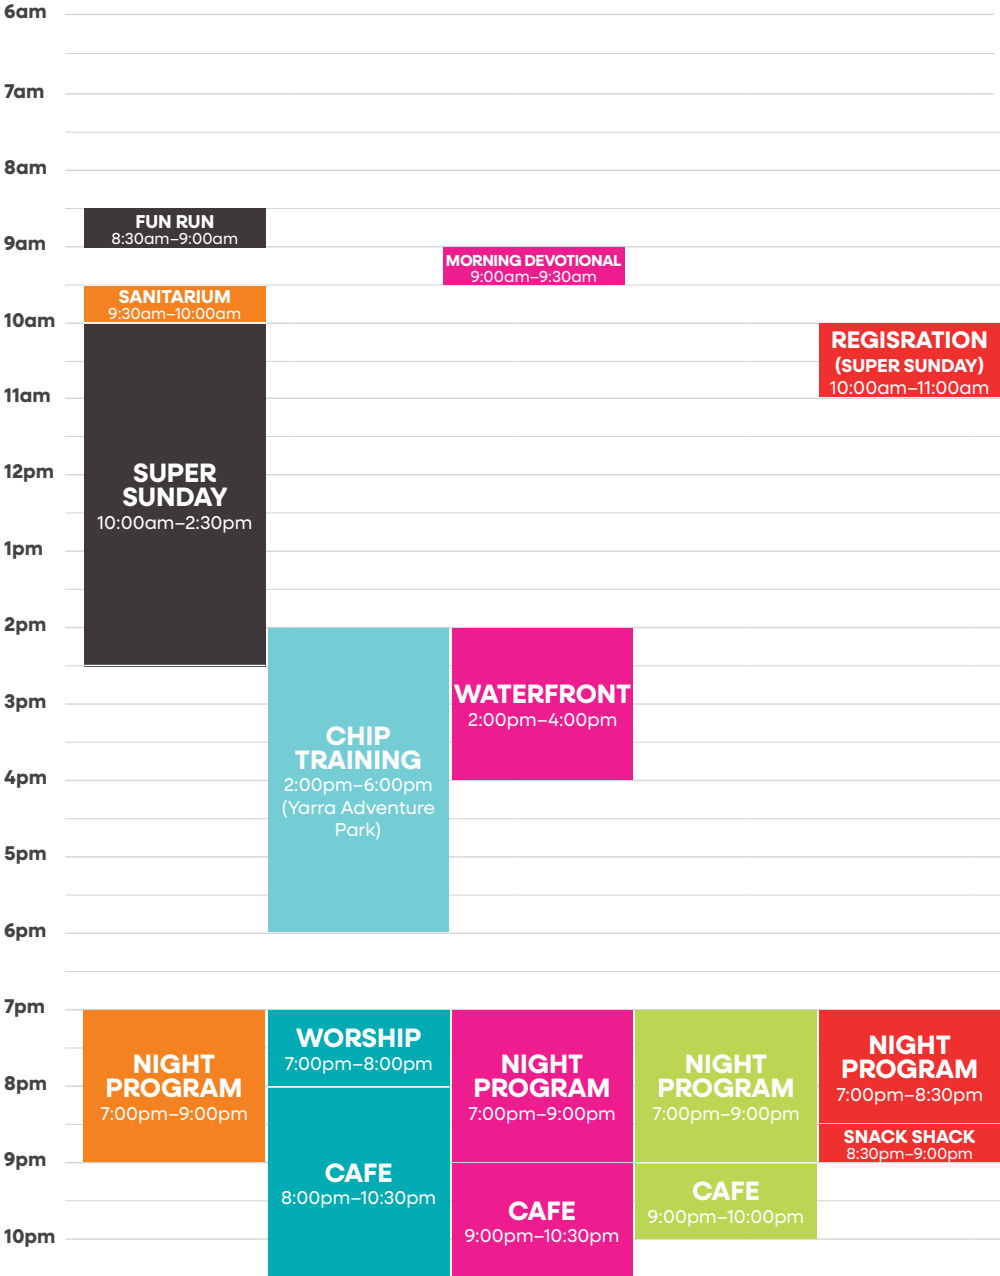 6am
7am
8am
FUN RUN
8:30am–9:00am
9am
MORNING DEVOTIONAL
9:00am–9:30am
SANITARIUM
9:30am–10:00am
10am
REGISRATION
(SUPER SUNDAY)
10:00am–11:00am
11am
12pm
SUPER
SUNDAY
10:00am–2:30pm
1pm
2pm
3pm
WATERFRONT
2:00pm–4:00pm
CHIP
TRAINING
2:00pm–6:00pm
(Yarra Adventure
Park)
4pm
5pm
6pm
7pm
NIGHT
PROGRAM
7:00pm–9:00pm
WORSHIP
7:00pm–8:00pm
NIGHT
PROGRAM
7:00pm–9:00pm
NIGHT
PROGRAM
7:00pm–9:00pm
NIGHT
PROGRAM
7:00pm–8:30pm
8pm
SNACK SHACK
8:30pm–9:00pm
9pm
CAFE
8:00pm–10:30pm
CAFE
9:00pm–10:30pm
CAFE
9:00pm–10:00pm
10pm